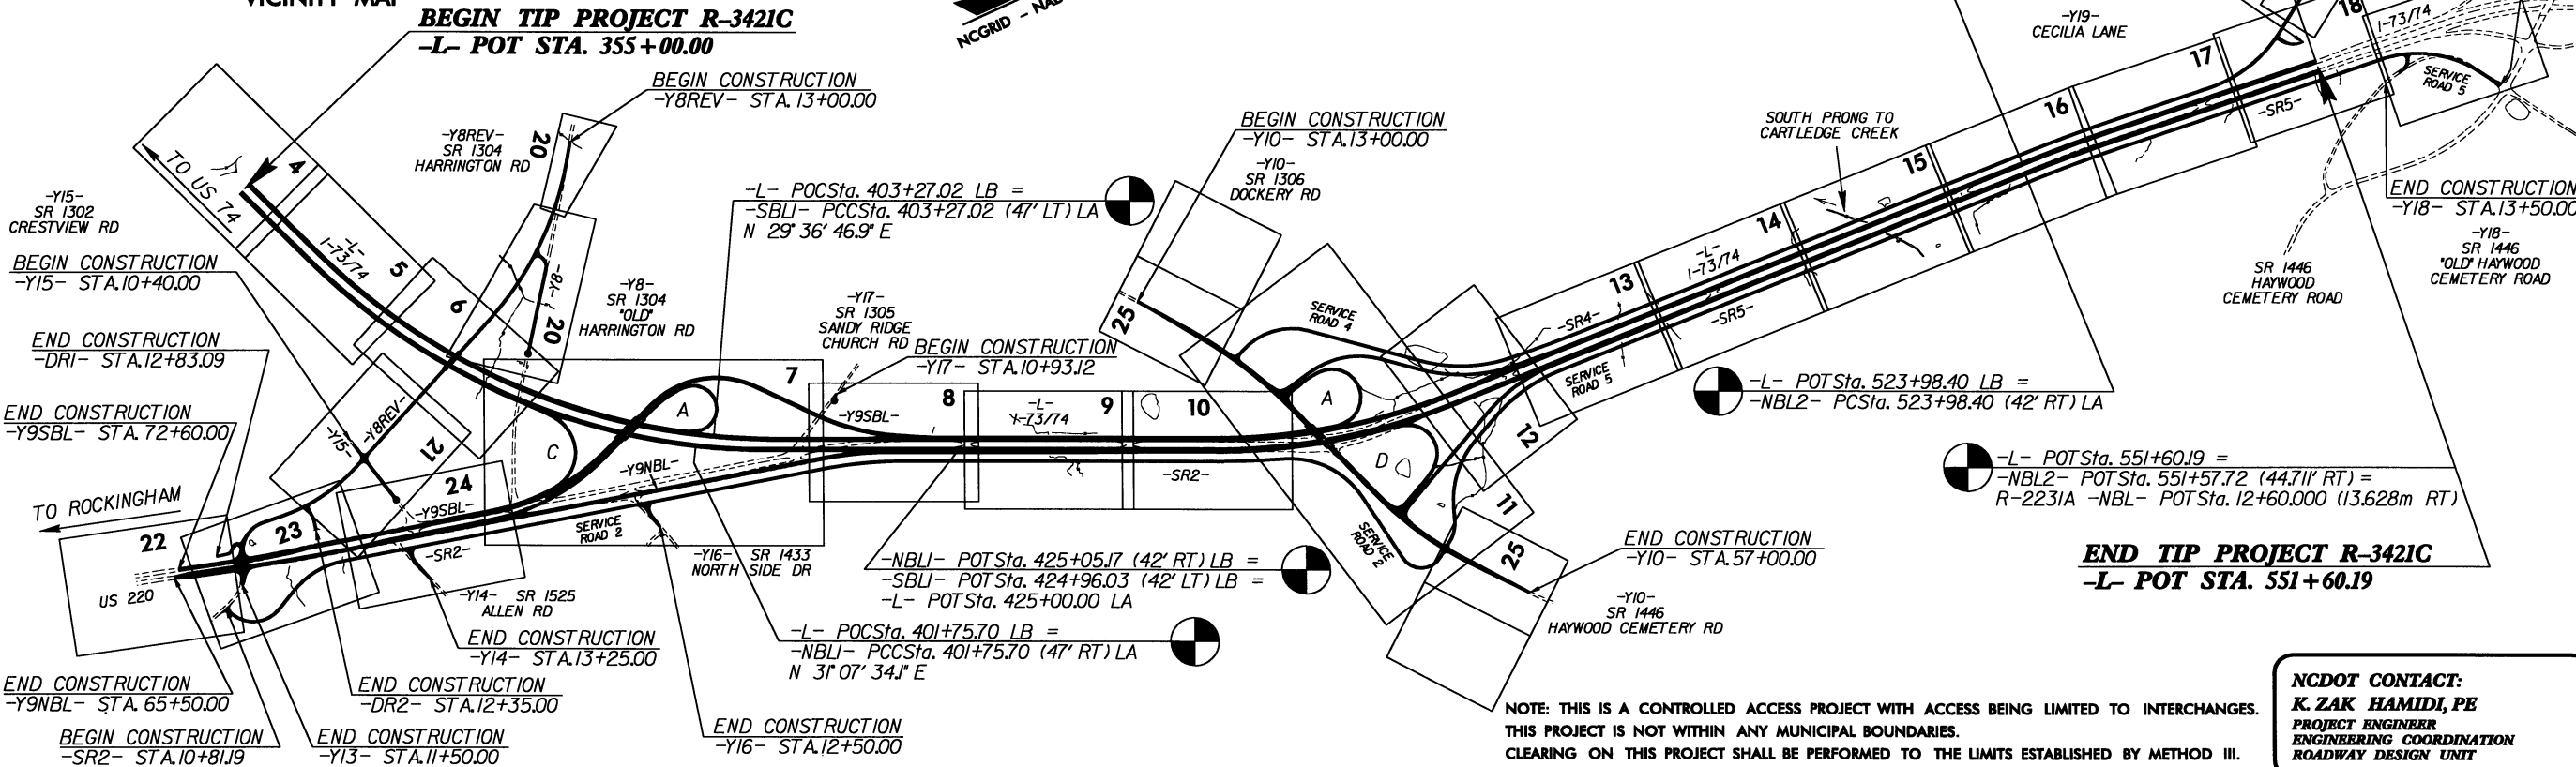 BEGIN TIP PROJECT R-3421C
-L- POT STA. 355+00.00
NCGRID - NAD
BEGIN CONSTRUCTION
-Y8REV- STA.13+00.00
-Y8REV-
SR 1304
HARRINGTON RD
20
TO US 74
4
-L-
I-73/74
5
6
-Y15-
SR 1302
CRESTVIEW RD
BEGIN CONSTRUCTION
-Y15- STA.10+40.00
END CONSTRUCTION
-DR1- STA.12+83.09
END CONSTRUCTION
-Y9SBL- STA. 72+60.00
TO ROCKINGHAM
-Y8-
20
-Y8-
SR 1304
"OLD"
HARRINGTON RD
-L- POCSta. 403+27.02 LB =
-SBL1- PCCSta. 403+27.02 (47' LT) LA
N 29° 36' 46.9" E
-Y17-
SR 1305
SANDY RIDGE
CHURCH RD
BEGIN CONSTRUCTION
-Y17- STA.10+93.12
BEGIN CONSTRUCTION
-Y10- STA.13+00.00
-Y10-
SR 1306
DOCKERY RD
25
SERVICE
ROAD 4
A
D
11
12
SERVICE
ROAD 2
25
-Y15-
-Y8REV-
21
C
A
7
-Y9SBL-
8
-L-
I-73/74
9
10
-SR2-
24
-Y9SBL-
-Y9NBL-
SERVICE
ROAD 2
-SR2-
22
23
US 220
-Y16- SR 1433
NORTH SIDE DR
-Y14- SR 1525
ALLEN RD
END CONSTRUCTION
-Y14- STA.13+25.00
END CONSTRUCTION
-Y9NBL- STA. 65+50.00
END CONSTRUCTION
-DR2- STA.12+35.00
BEGIN CONSTRUCTION
-SR2- STA.10+81.19
END CONSTRUCTION
-Y13- STA.11+50.00
END CONSTRUCTION
-Y16- STA.12+50.00
-NBL1- POTSta. 425+05.17 (42' RT) LB =
-SBL1- POTSta. 424+96.03 (42' LT) LB =
-L- POTSta. 425+00.00 LA
-L- POCSta. 401+75.70 LB =
-NBL1- PCCSta. 401+75.70 (47' RT) LA
N 31° 07' 34.1" E
END CONSTRUCTION
-Y10- STA.57+00.00
-Y10-
SR 1446
HAYWOOD CEMETERY RD
-SR4-
SERVICE
ROAD 5
13
-L-
I-73/74
-SR5-
14
15
16
17
18
SOUTH PRONG TO
CARTLEDGE CREEK
-Y19-
CECILIA LANE
I-73/74
SERVICE
ROAD 5
-SR5-
END CONSTRUCTION
-Y18- STA.13+50.00
-Y18-
SR 1446
"OLD" HAYWOOD
CEMETERY ROAD
SR 1446
HAYWOOD
CEMETERY ROAD
-L- POTSta. 523+98.40 LB =
-NBL2- PCSta. 523+98.40 (42' RT) LA
-L- POTSta. 551+60.19 =
-NBL2- POTSta. 551+57.72 (44.711' RT) =
R-2231A -NBL- POTSta. 12+60.000 (13.628m RT)
END TIP PROJECT R-3421C
-L- POT STA. 551+60.19
NOTE: THIS IS A CONTROLLED ACCESS PROJECT WITH ACCESS BEING LIMITED TO INTERCHANGES.
THIS PROJECT IS NOT WITHIN ANY MUNICIPAL BOUNDARIES.
CLEARING ON THIS PROJECT SHALL BE PERFORMED TO THE LIMITS ESTABLISHED BY METHOD III.
NCDOT CONTACT:
K. ZAK HAMIDI, PE
PROJECT ENGINEER
ENGINEERING COORDINATION
ROADWAY DESIGN UNIT